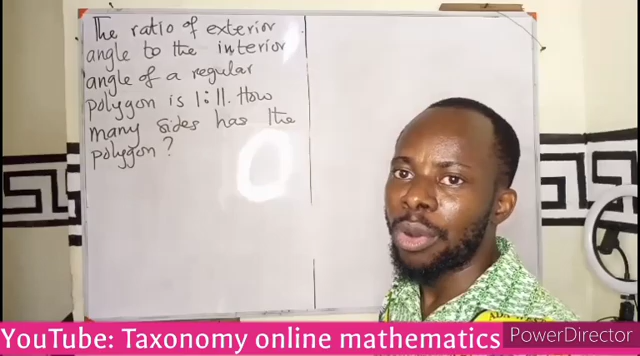 The ratio of exterior
angle to the interior
angle of a regular
polygon is 1:11. How
many sides has the
polygon?
YouTube: Taxonomy online mathematics
PowerDirector